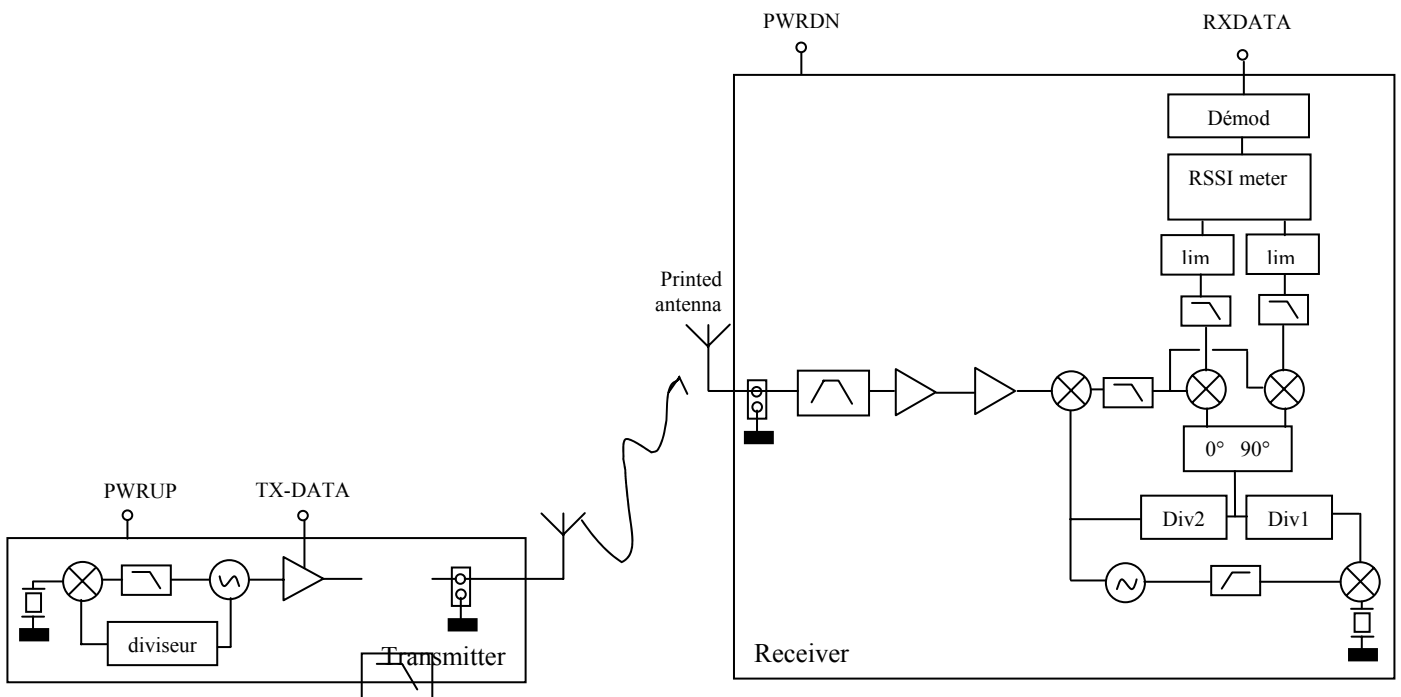 PWRDN
RXDATA
Démod
RSSI meter
lim
lim
Printed
antenna
0° 90°
PWRUP
TX-DATA
Div2
Div1
diviseur
Transmitter
Receiver